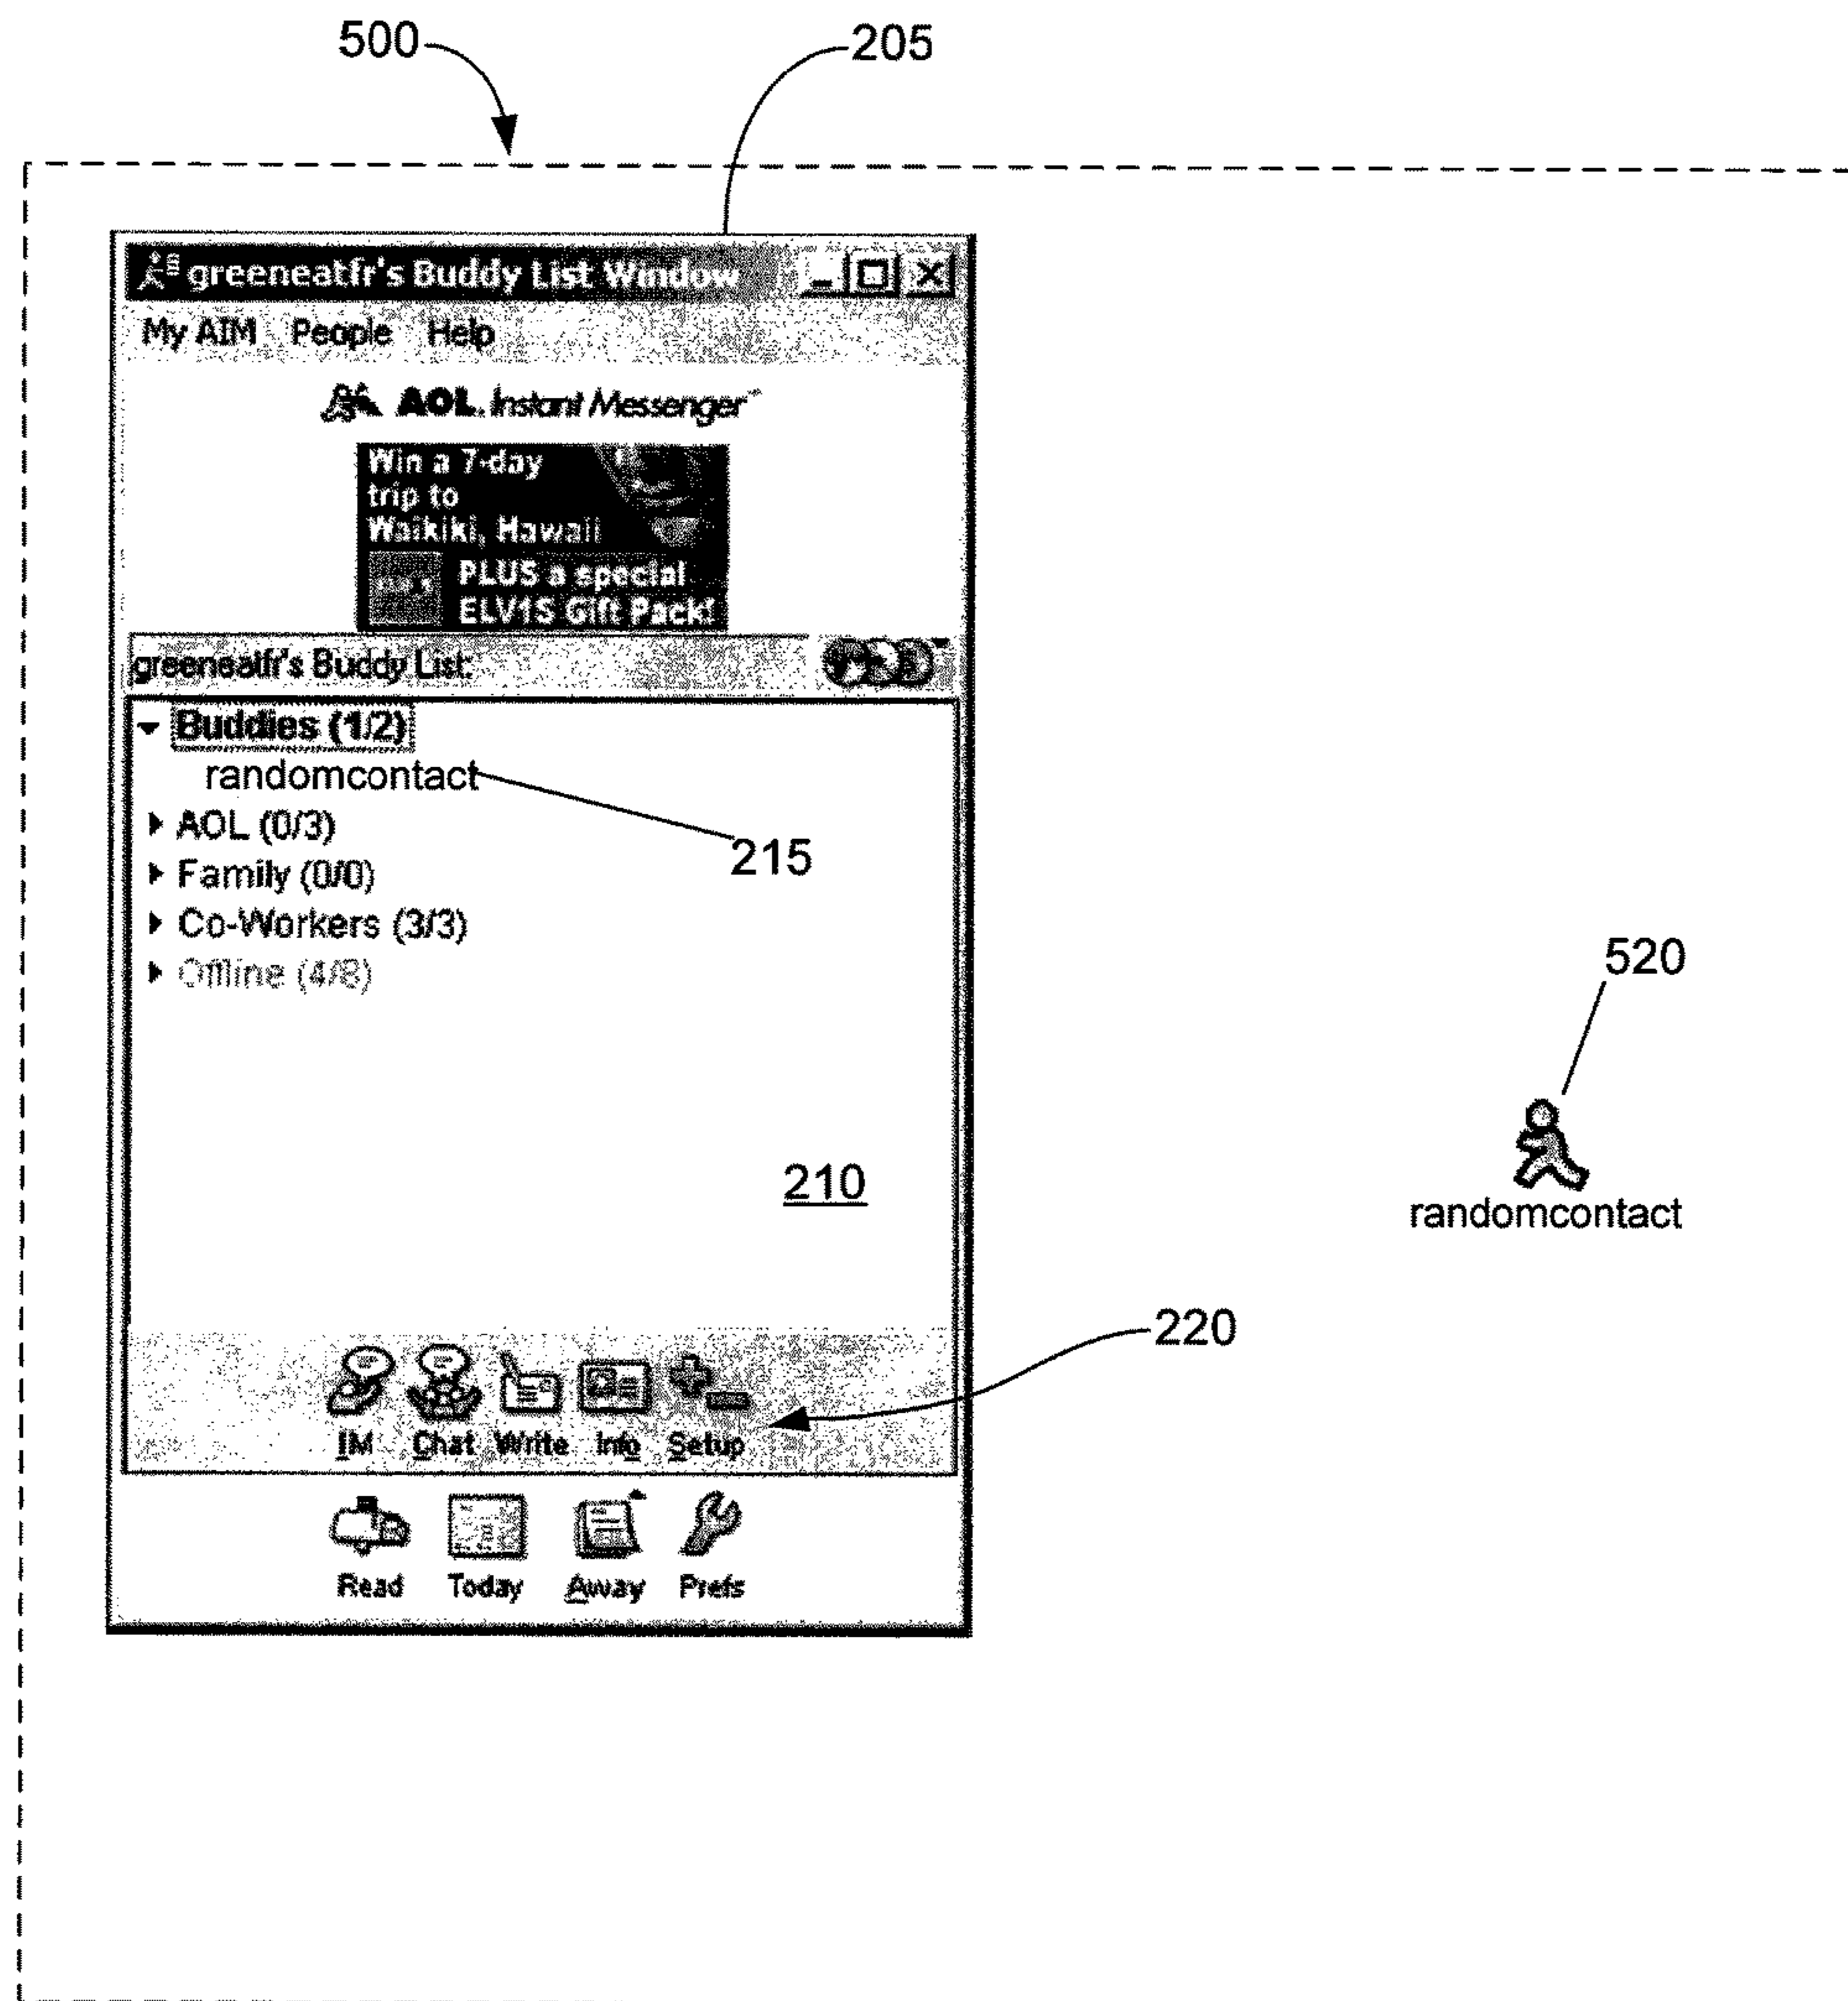 500
205
greeneatfr's Buddy List Window
My AIM People Help
AOL Instant Messenger
Win a 7-day
trip to
Waikiki, Hawaii
PLUS a special
ELV1S Gift Pack!
greeneatfr's Buddy List:
Buddies (1/2)
randomcontact
AOL (0/3)
215
Family (0/0)
Co-Workers (3/3)
520
Offline (4/8)
210
randomcontact
220
IM Chat Write Info Setup
Read Today Away Prefs